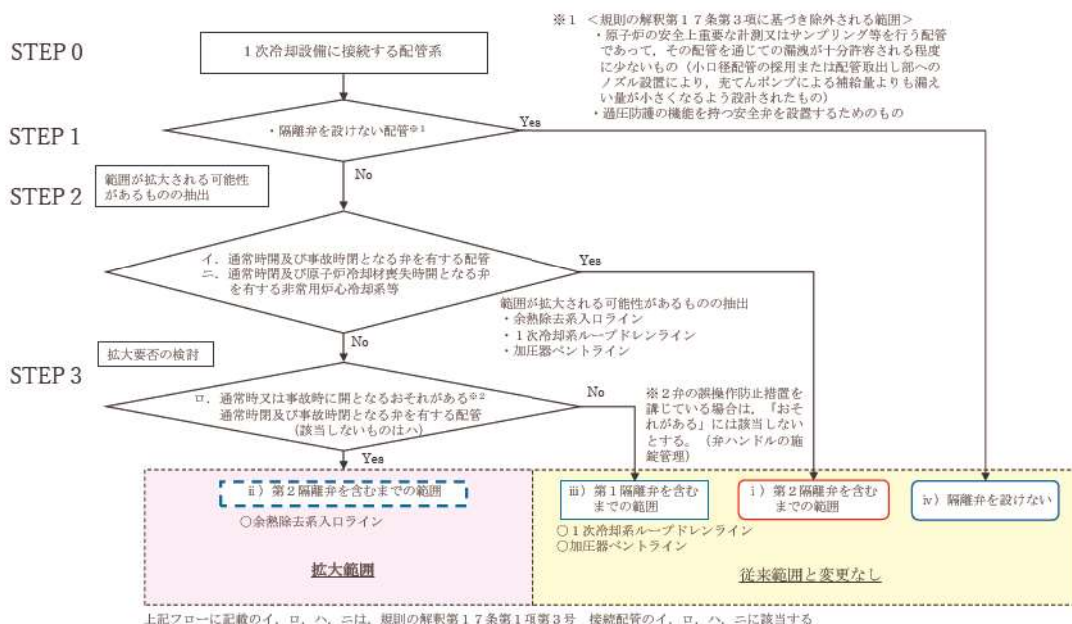 ※１ ＜規則の解釈第１７条第３項に基づき除外される範囲＞
・原子炉の安全上重要な計測又はサンプリング等を行う配管
であって，その配管を通じての漏洩が十分許容される程度
に少ないもの（小口径配管の採用または配管取出し部への
ノズル設置により，充てんポンプによる補給量よりも漏え
い量が小さくなるよう設計されたもの）
・過圧防護の機能を持つ安全弁を設置するためのもの
STEP 0
１次冷却設備に接続する配管系
STEP 1
・隔離弁を設けない配管※１
Yes
No
STEP 2
範囲が拡大される可能性
があるものの抽出
イ．通常時開及び事故時閉となる弁を有する配管
ニ．通常時閉及び原子炉冷却材喪失時開となる弁
を有する非常用炉心冷却系等
Yes
範囲が拡大される可能性があるものの抽出
・余熱除去系入口ライン
・１次冷却系ループドレンライン
・加圧器ベントライン
No
拡大要否の検討
STEP 3
ロ．通常時又は事故時に開となるおそれがある※２
通常時閉及び事故時閉となる弁を有する配管
（該当しないものはハ）
No
※２弁の誤操作防止措置を
講じている場合は，「おそ
れがある」には該当しない
とする。（弁ハンドルの施
錠管理）
Yes
ⅱ）第２隔離弁を含むまでの範囲
○余熱除去系入口ライン
拡大範囲
ⅲ）第１隔離弁を含む
までの範囲
○１次冷却系ループドレンライン
○加圧器ベントライン
ⅰ）第２隔離弁を含む
までの範囲
ⅳ）隔離弁を設けない
従来範囲と変更なし
上記フローに記載のイ，ロ，ハ，ニは，規則の解釈第１７条第１項第３号 接続配管のイ，ロ，ハ，ニに該当する